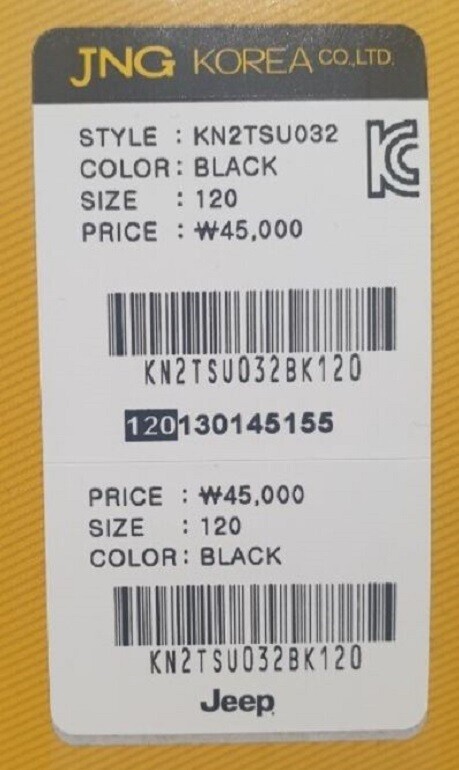 JNG KOREA CO.,LTD.
STYLE : KN2TSU032
COLOR : BLACK
SIZE : 120
PRICE : ₩45,000
KN2TSU032BK120
120130145155
PRICE : ₩45,000
SIZE : 120
COLOR : BLACK
KN2TSU032BK120
Jeep